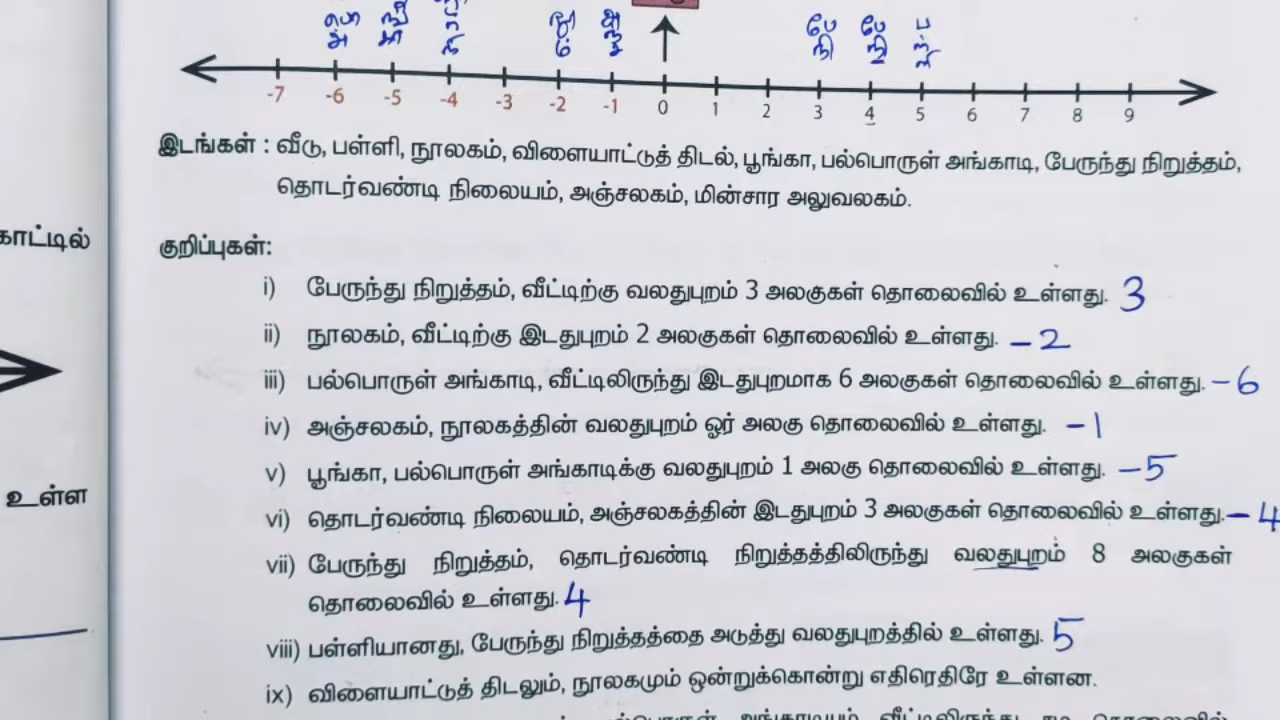 -7 -6 -5 -4 -3 -2 -1 0 1 2 3 4 5 6 7 8 9
இடங்கள் : வீடு, பள்ளி, நூலகம், விளையாட்டுத் திடல், பூங்கா, பல்பொருள் அங்காடி, பேருந்து நிறுத்தம்,
தொடர்வண்டி நிலையம், அஞ்சலகம், மின்சார அலுவலகம்.
காட்டில்
குறிப்புகள்:
i) பேருந்து நிறுத்தம், வீட்டிற்கு வலதுபுறம் 3 அலகுகள் தொலைவில் உள்ளது. 3
ii) நூலகம், வீட்டிற்கு இடதுபுறம் 2 அலகுகள் தொலைவில் உள்ளது. -2
iii) பல்பொருள் அங்காடி, வீட்டிலிருந்து இடதுபுறமாக 6 அலகுகள் தொலைவில் உள்ளது. -6
iv) அஞ்சலகம், நூலகத்தின் வலதுபுறம் ஓர் அலகு தொலைவில் உள்ளது. -1
v) பூங்கா, பல்பொருள் அங்காடிக்கு வலதுபுறம் 1 அலகு தொலைவில் உள்ளது. -5
உள்ள
vi) தொடர்வண்டி நிலையம், அஞ்சலகத்தின் இடதுபுறம் 3 அலகுகள் தொலைவில் உள்ளது. -4
vii) பேருந்து நிறுத்தம், தொடர்வண்டி நிறுத்தத்திலிருந்து வலதுபுறம் 8 அலகுகள்
தொலைவில் உள்ளது. 4
viii) பள்ளியானது, பேருந்து நிறுத்தத்தை அடுத்து வலதுபுறத்தில் உள்ளது. 5
ix) விளையாட்டுத் திடலும், நூலகமும் ஒன்றுக்கொன்று எதிரெதிரே உள்ளன.